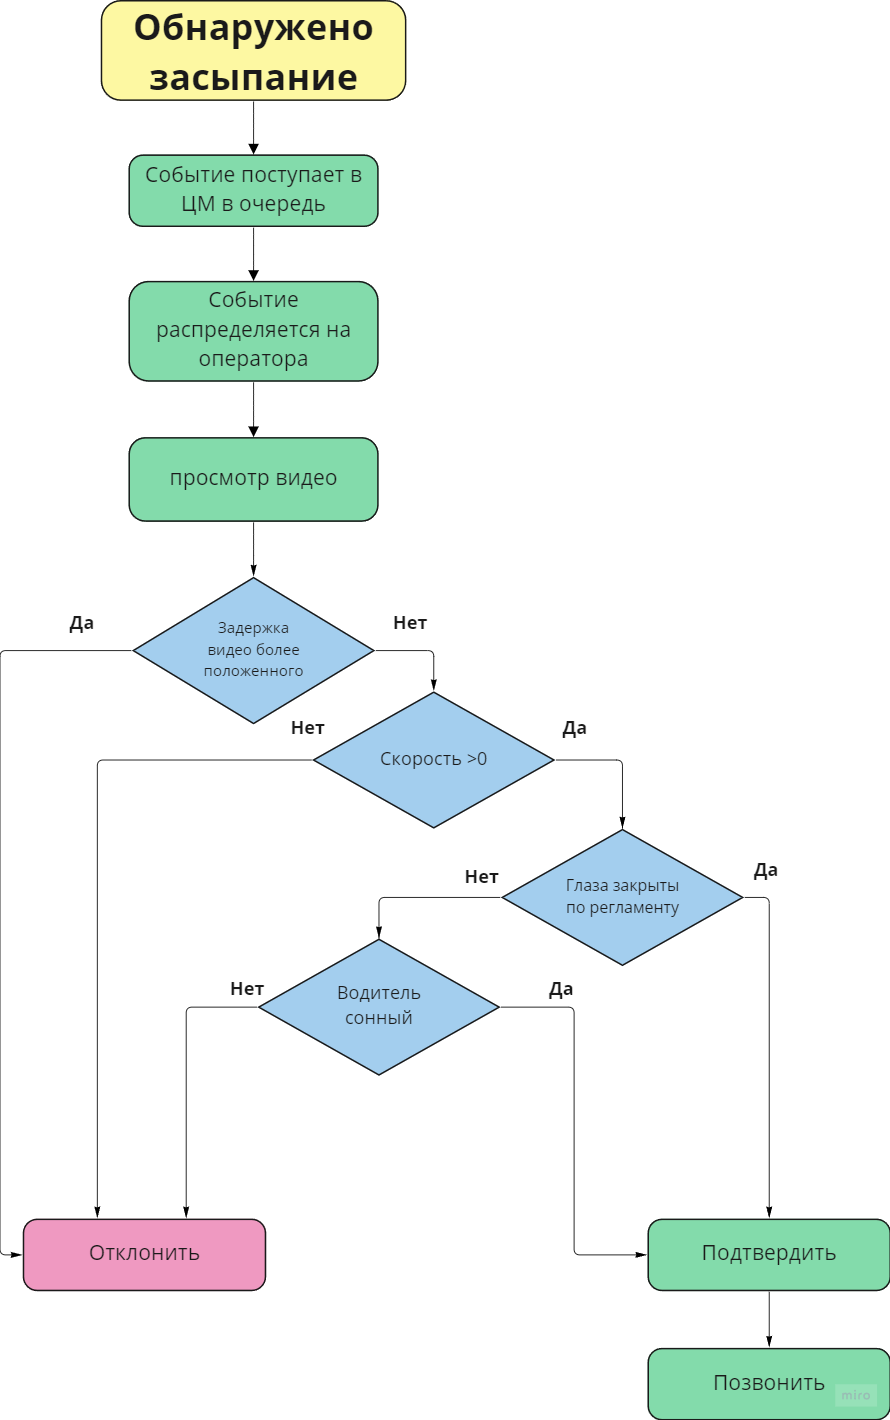 Обнаружено
засыпание
Событие поступает в
ЦМ в очередь
Событие
распределяется на
оператора
просмотр видео
Да
Нет
Задержка
видео более
положенного
Нет
Да
Скорость >0
Нет
Да
Глаза закрыты
по регламенту
Нет
Да
Водитель
сонный
Отклонить
Подтвердить
Позвонить
miro